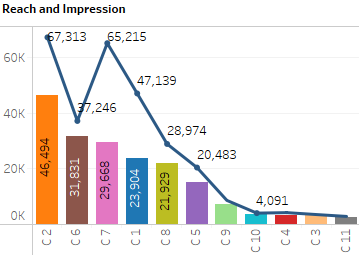 Reach and Impression
67,313
65,215
60K
47,139
37,246
40K
28,974
20,483
20K
46,494
31,831
29,668
23,904
21,929
4,091
0K
C 2
C 6
C 7
C 1
C 8
C 5
C 9
C 10
C 4
C 3
C 11